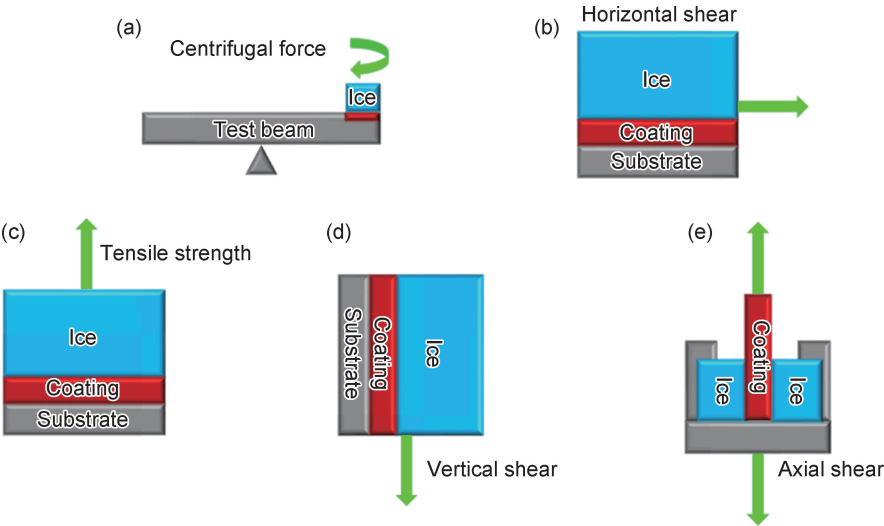 (a)
Centrifugal force
Ice
Test beam
(b)
Horizontal shear
Ice
Coating
Substrate
(c)
Tensile strength
Ice
Coating
Substrate
(d)
Substrate
Coating
Ice
Vertical shear
(e)
Coating
Ice
Ice
Axial shear